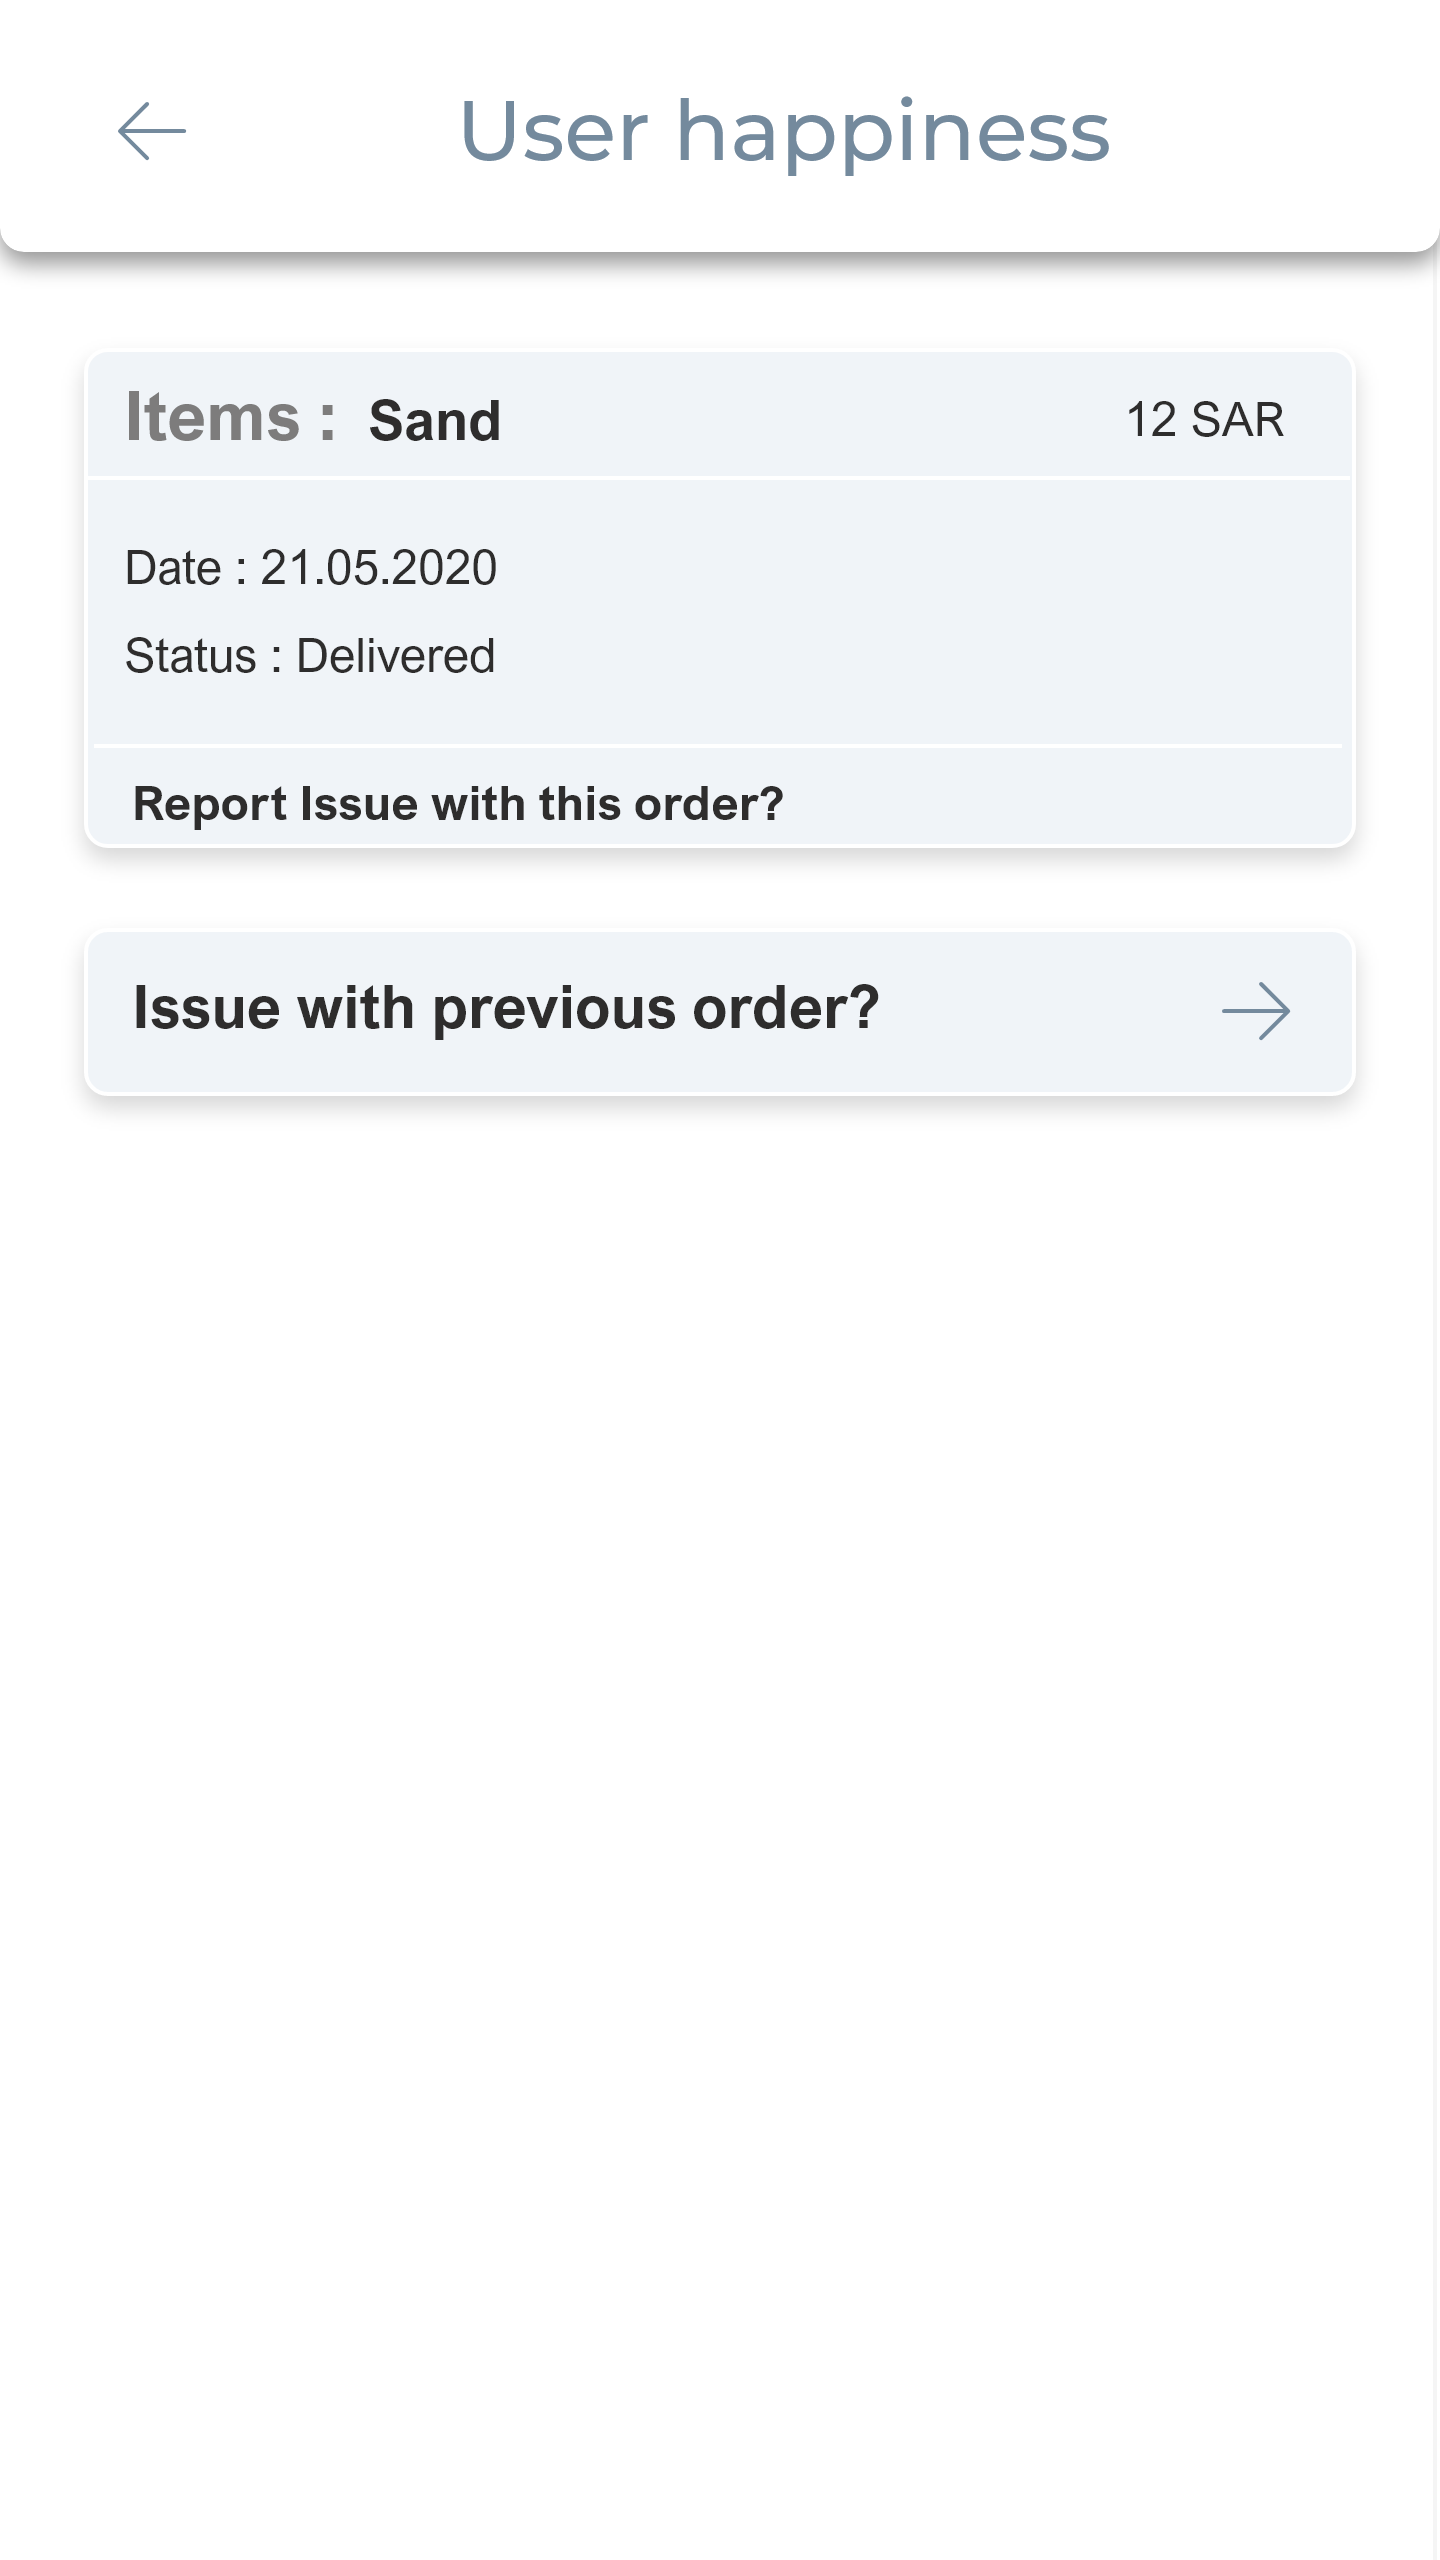 User happiness
Items : Sand 12 SAR
Date : 21.05.2020
Status : Delivered
Report Issue with this order?
Issue with previous order?